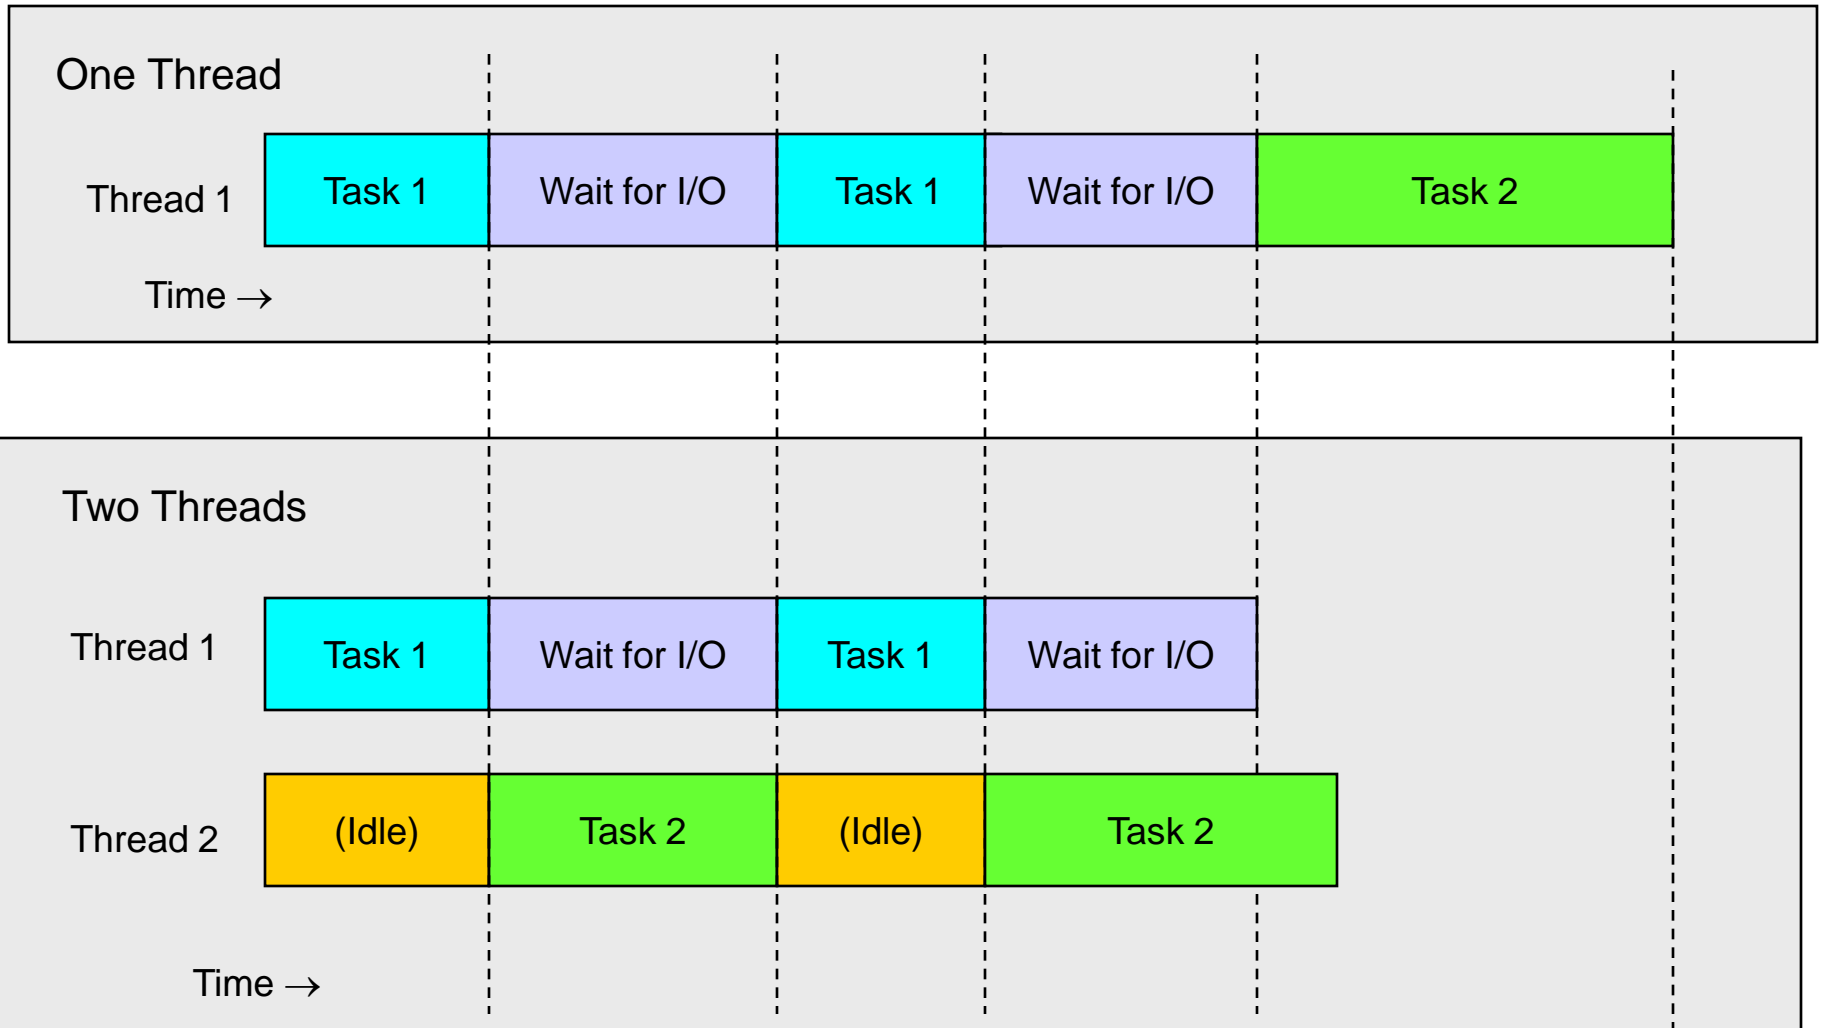 One Thread
Thread 1
Task 1
Wait for I/O
Task 1
Wait for I/O
Task 2
Time →
Two Threads
Thread 1
Task 1
Wait for I/O
Task 1
Wait for I/O
Thread 2
(Idle)
Task 2
(Idle)
Task 2
Time →